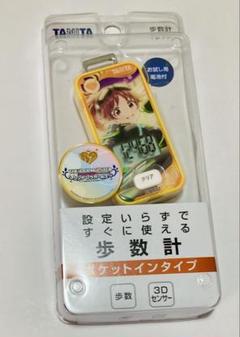 TANITA
歩数計
TANITA
お試し用
電池付
クリア
設定いらずで
すぐに使える
歩数計
ポケットインタイプ
歩数
3D
センサー